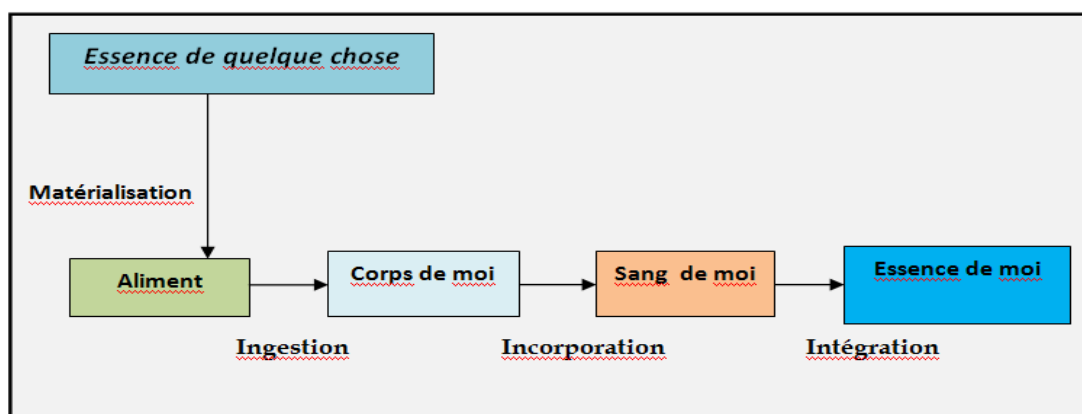 Essence de quelque chose
Matérialisation
Aliment
Corps de moi
Sang de moi
Essence de moi
Ingestion
Incorporation
Intégration